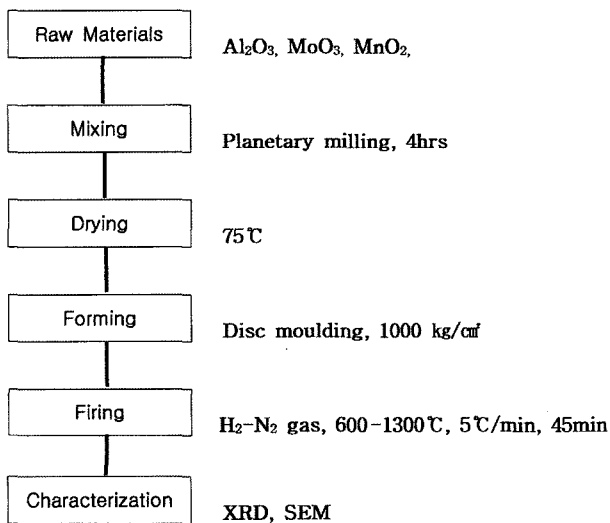 Raw Materials
Al₂O₃, MoO₃, MnO₂,
Mixing
Planetary milling, 4hrs
Drying
75℃
Forming
Disc moulding, 1000 kg/㎠
Firing
H₂-N₂ gas, 600-1300℃, 5℃/min, 45min
Characterization
XRD, SEM